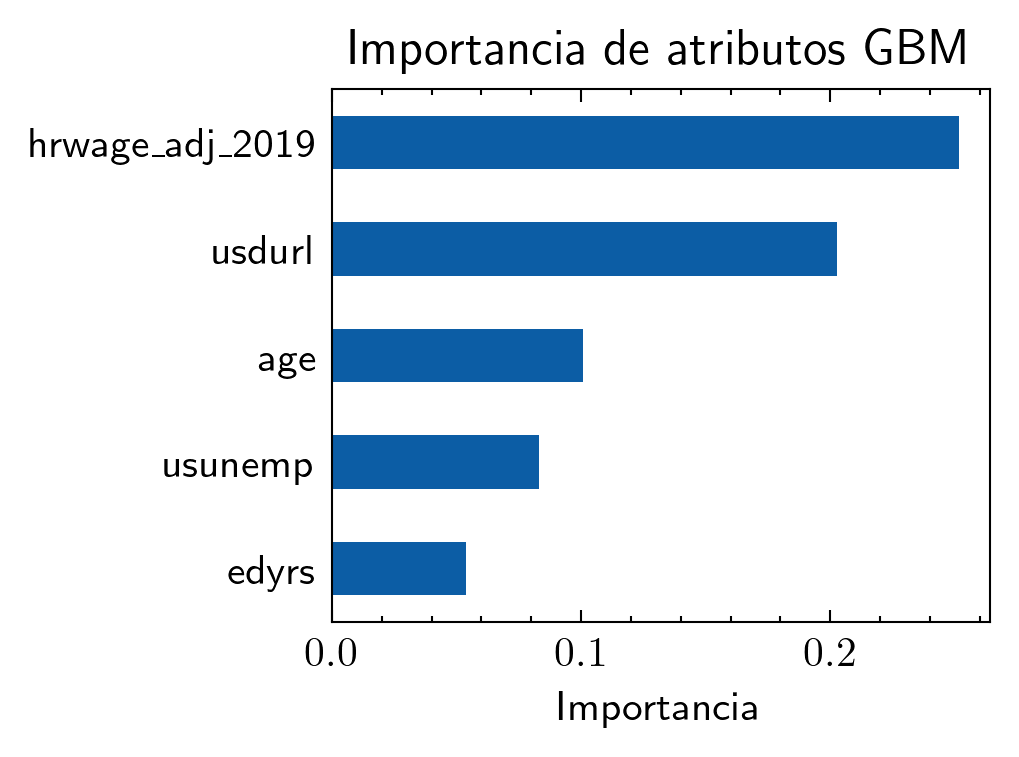 Importancia de atributos GBM
hrwage_adj_2019
usdurl
age
usunemp
edyrs
0.0 0.1 0.2
Importancia